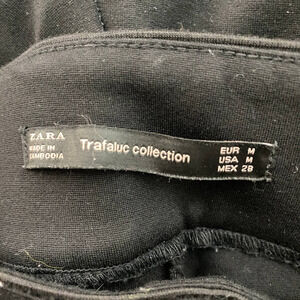 ZARA
MADE IN
CAMBODIA
Trafaluc collection
EUR M
USA M
MEX 28